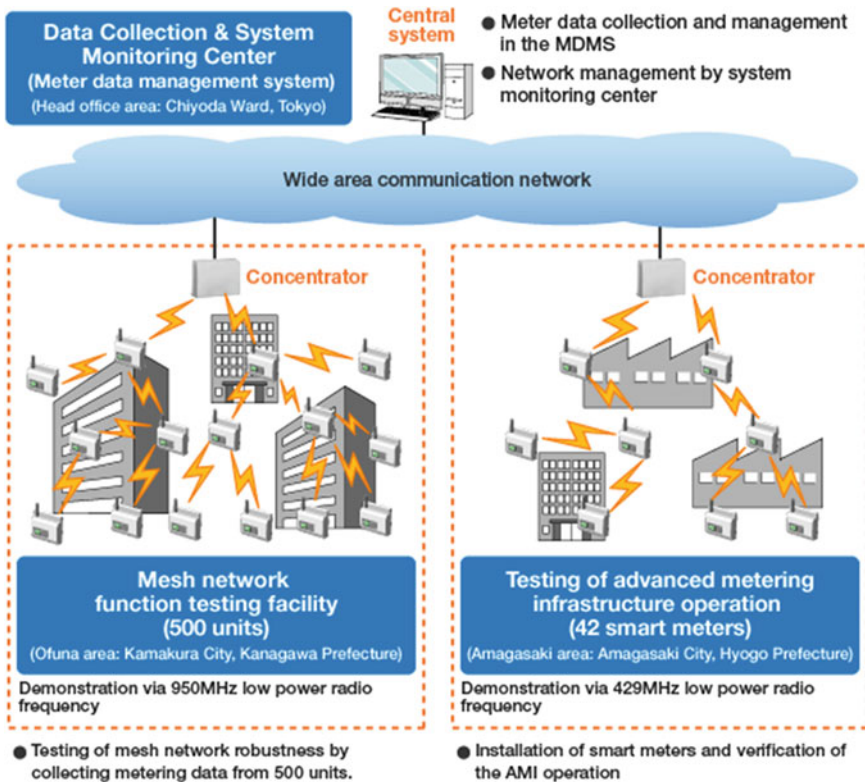 Data Collection & System
Monitoring Center
(Meter data management system)
(Head office area: Chiyoda Ward, Tokyo)
Central
system
● Meter data collection and management
in the MDMS
● Network management by system
monitoring center
Wide area communication network
Concentrator
Mesh network
function testing facility
(500 units)
(Ofuna area: Kamakura City, Kanagawa Prefecture)
Demonstration via 950MHz low power radio
frequency
● Testing of mesh network robustness by
collecting metering data from 500 units.
Concentrator
Testing of advanced metering
infrastructure operation
(42 smart meters)
(Amagasaki area: Amagasaki City, Hyogo Prefecture)
Demonstration via 429MHz low power radio
frequency
● Installation of smart meters and verification of
the AMI operation